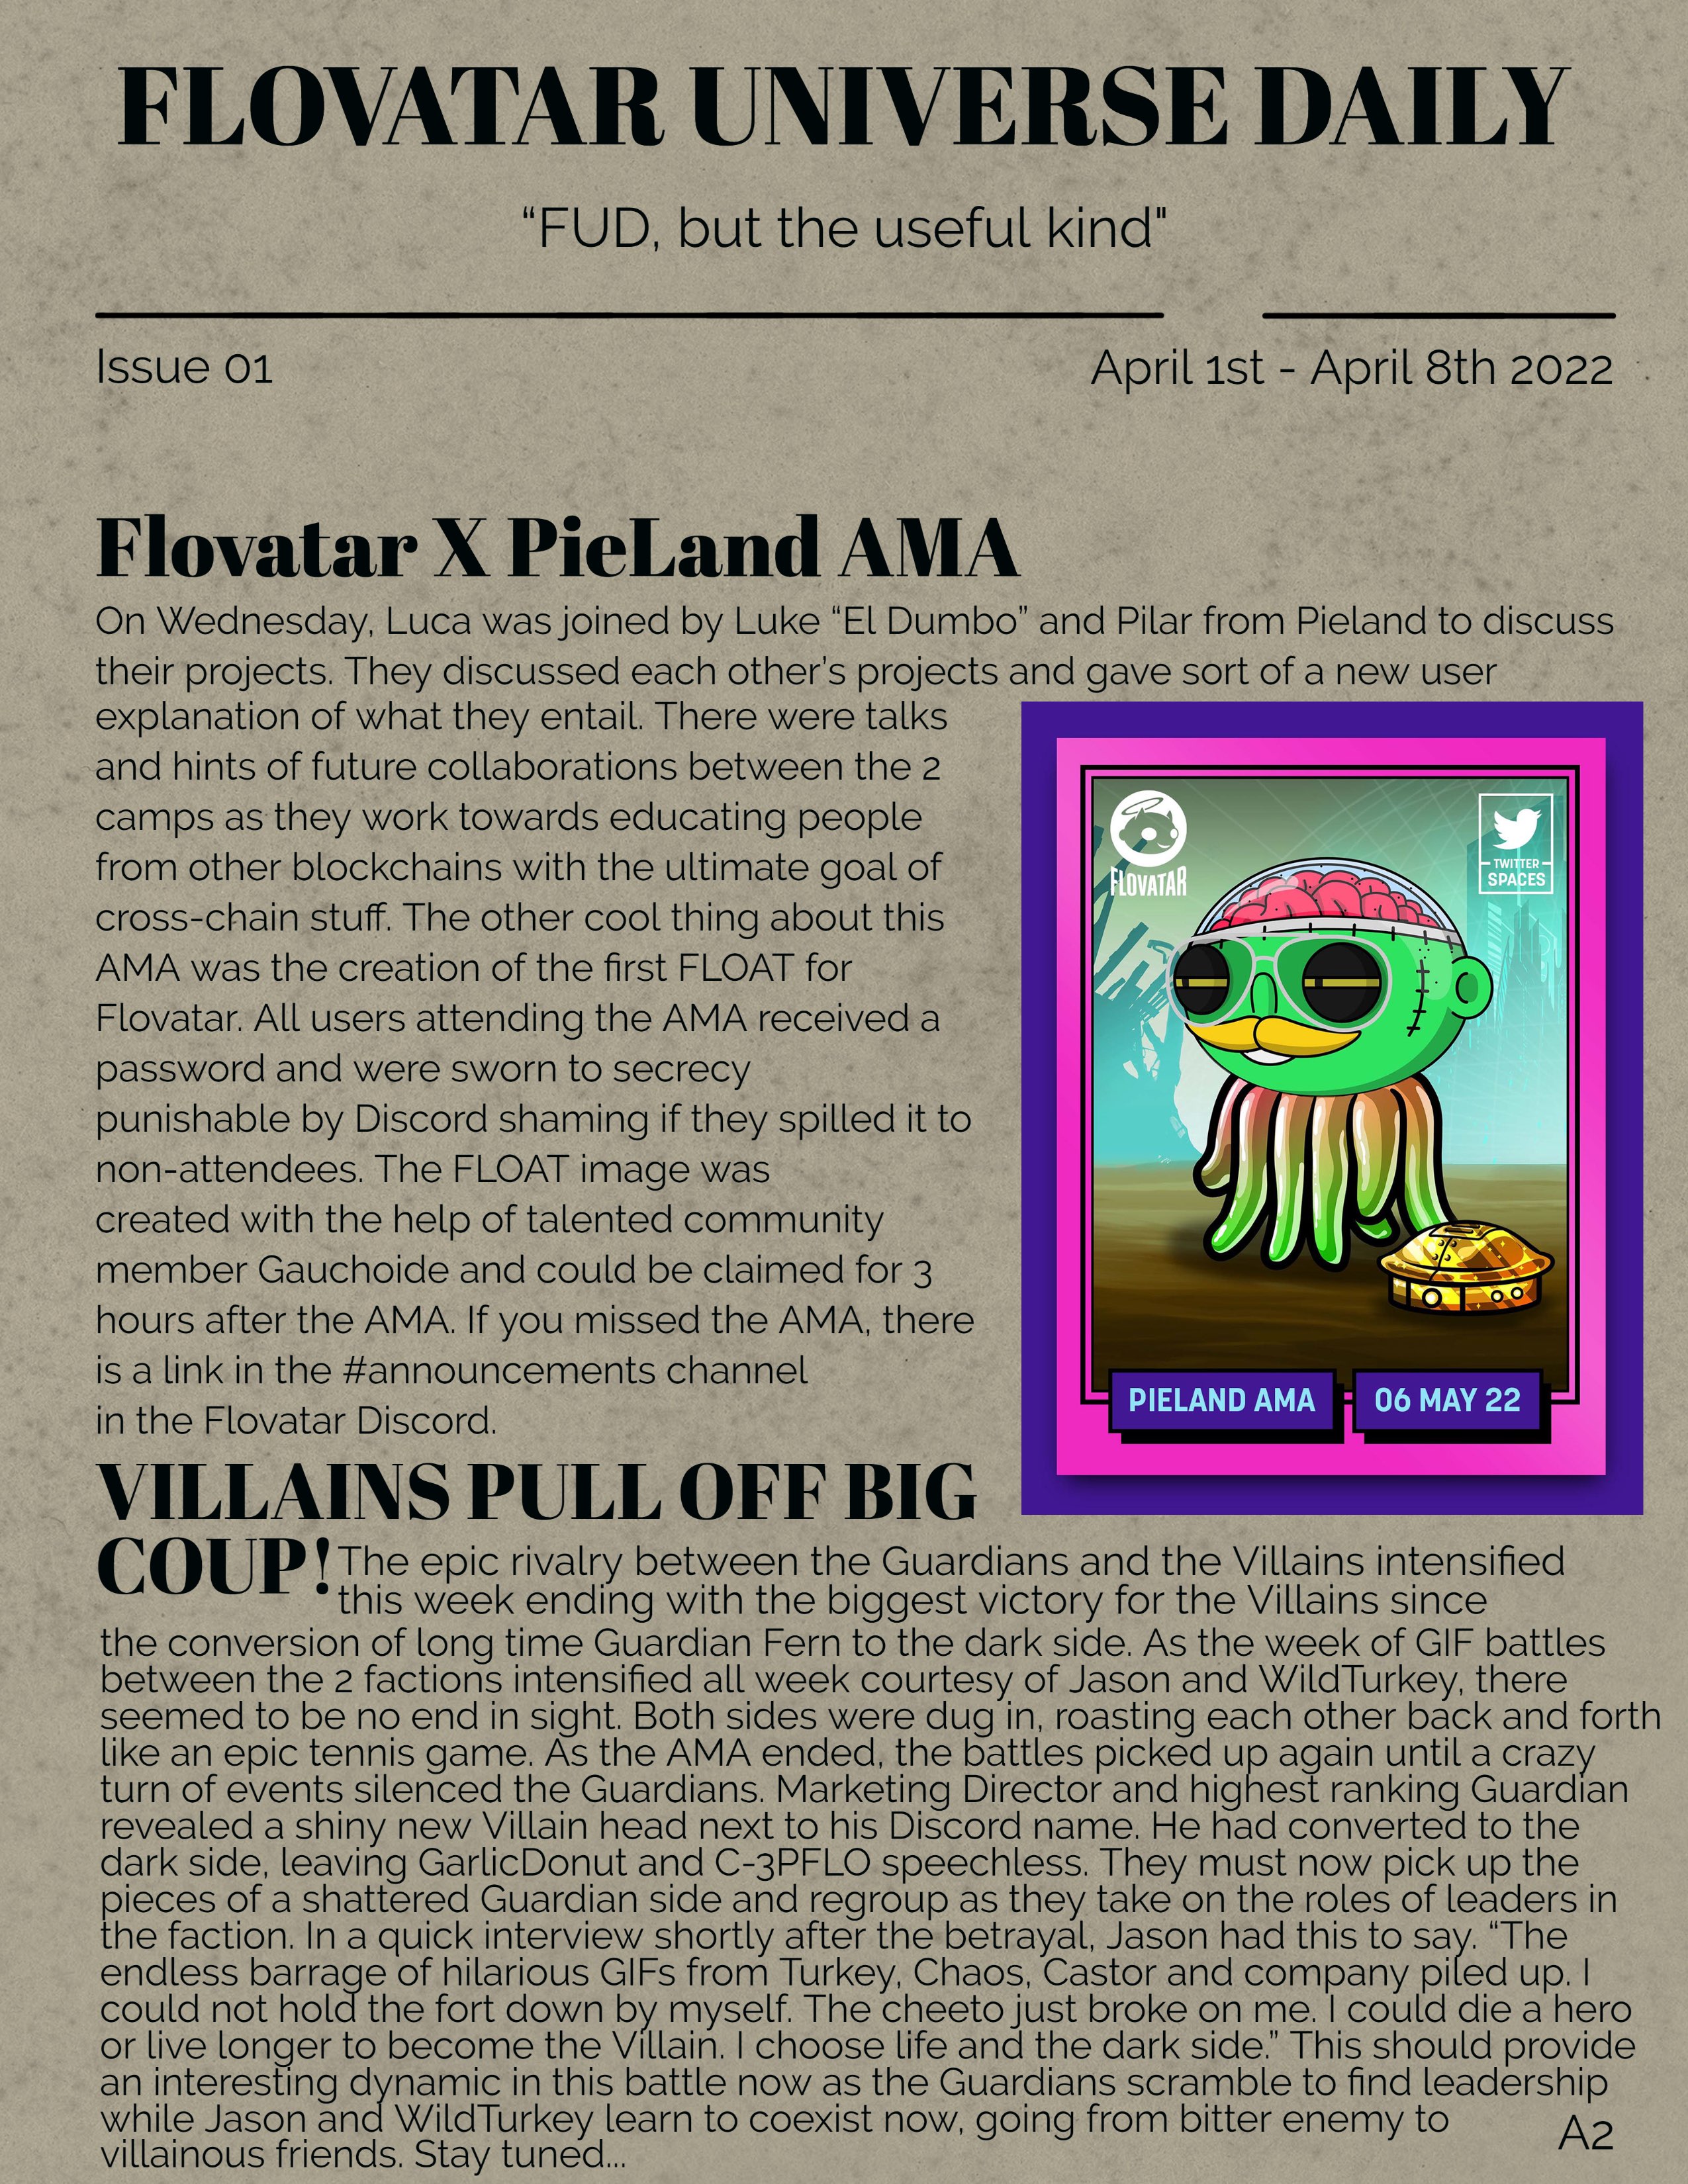 FLOVATAR UNIVERSE DAILY
“FUD, but the useful kind"
Issue 01
April 1st - April 8th 2022
Flovatar X PieLand AMA
On Wednesday, Luca was joined by Luke “El Dumbo” and Pilar from Pieland to discuss
their projects. They discussed each other’s projects and gave sort of a new user
explanation of what they entail. There were talks
and hints of future collaborations between the 2
camps as they work towards educating people
from other blockchains with the ultimate goal of
cross-chain stuff. The other cool thing about this
AMA was the creation of the first FLOAT for
Flovatar. All users attending the AMA received a
password and were sworn to secrecy
punishable by Discord shaming if they spilled it to
non-attendees. The FLOAT image was
created with the help of talented community
member Gauchoide and could be claimed for 3
hours after the AMA. If you missed the AMA, there
is a link in the #announcements channel
in the Flovatar Discord.
FLOVATAR
TWITTER
SPACES
PIELAND AMA
06 MAY 22
VILLAINS PULL OFF BIG
COUP!
The epic rivalry between the Guardians and the Villains intensified
this week ending with the biggest victory for the Villains since
the conversion of long time Guardian Fern to the dark side. As the week of GIF battles
between the 2 factions intensified all week courtesy of Jason and WildTurkey, there
seemed to be no end in sight. Both sides were dug in, roasting each other back and forth
like an epic tennis game. As the AMA ended, the battles picked up again until a crazy
turn of events silenced the Guardians. Marketing Director and highest ranking Guardian
revealed a shiny new Villain head next to his Discord name. He had converted to the
dark side, leaving GarlicDonut and C-3PFLO speechless. They must now pick up the
pieces of a shattered Guardian side and regroup as they take on the roles of leaders in
the faction. In a quick interview shortly after the betrayal, Jason had this to say. “The
endless barrage of hilarious GIFs from Turkey, Chaos, Castor and company piled up. I
could not hold the fort down by myself. The cheeto just broke on me. I could die a hero
or live longer to become the Villain. I choose life and the dark side.” This should provide
an interesting dynamic in this battle now as the Guardians scramble to find leadership
while Jason and WildTurkey learn to coexist now, going from bitter enemy to
villainous friends. Stay tuned...
A2